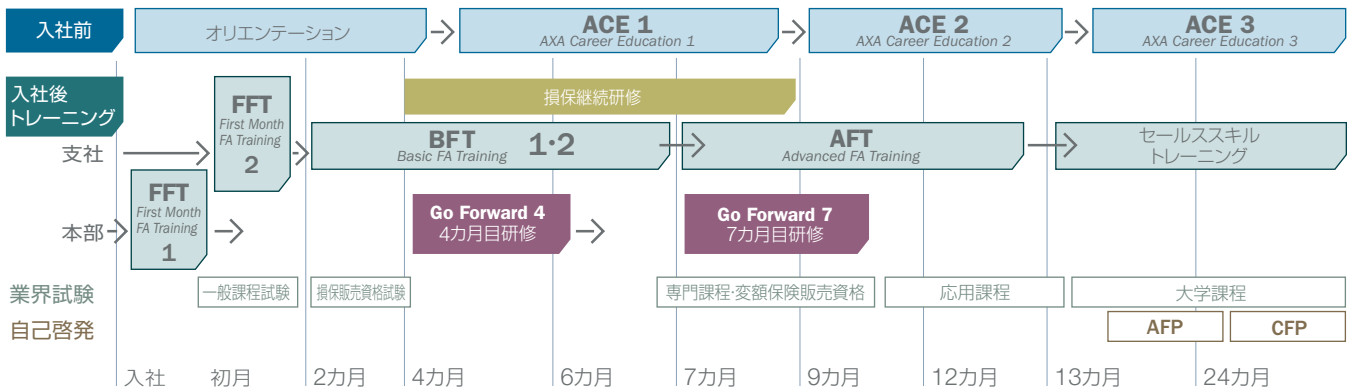 入社前
オリエンテーション
ACE 1
AXA Career Education 1
ACE 2
AXA Career Education 2
ACE 3
AXA Career Education 3
入社後
トレーニング
損保継続研修
支社
FFT
First Month
FA Training
2
BFT
Basic FA Training
1・2
AFT
Advanced FA Training
セールススキル
トレーニング
本部
FFT
First Month
FA Training
1
Go Forward 4
4カ月目研修
Go Forward 7
7カ月目研修
業界試験
一般課程試験
損保販売資格試験
専門課程・変額保険販売資格
応用課程
大学課程
自己啓発
AFP
CFP
入社
初月
2カ月
4カ月
6カ月
7カ月
9カ月
12カ月
13カ月
24カ月